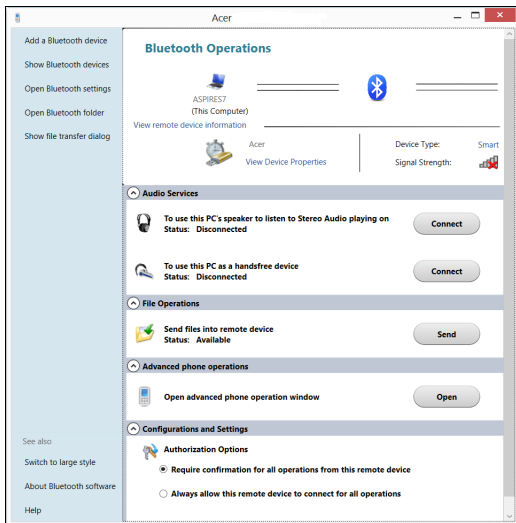 Acer
Add a Bluetooth device
Show Bluetooth devices
Open Bluetooth settings
Open Bluetooth folder
Show file transfer dialog
Bluetooth Operations
ASPIRES7
(This Computer)
View remote device information
Acer
View Device Properties
Device Type: Smart
Signal Strength:
Audio Services
To use this PC's speaker to listen to Stereo Audio playing on
Status: Disconnected
Connect
To use this PC as a handsfree device
Status: Disconnected
Connect
File Operations
Send files into remote device
Status: Available
Send
Advanced phone operations
Open advanced phone operation window
Open
Configurations and Settings
Authorization Options
Require confirmation for all operations from this remote device
Always allow this remote device to connect for all operations
See also
Switch to large style
About Bluetooth software
Help